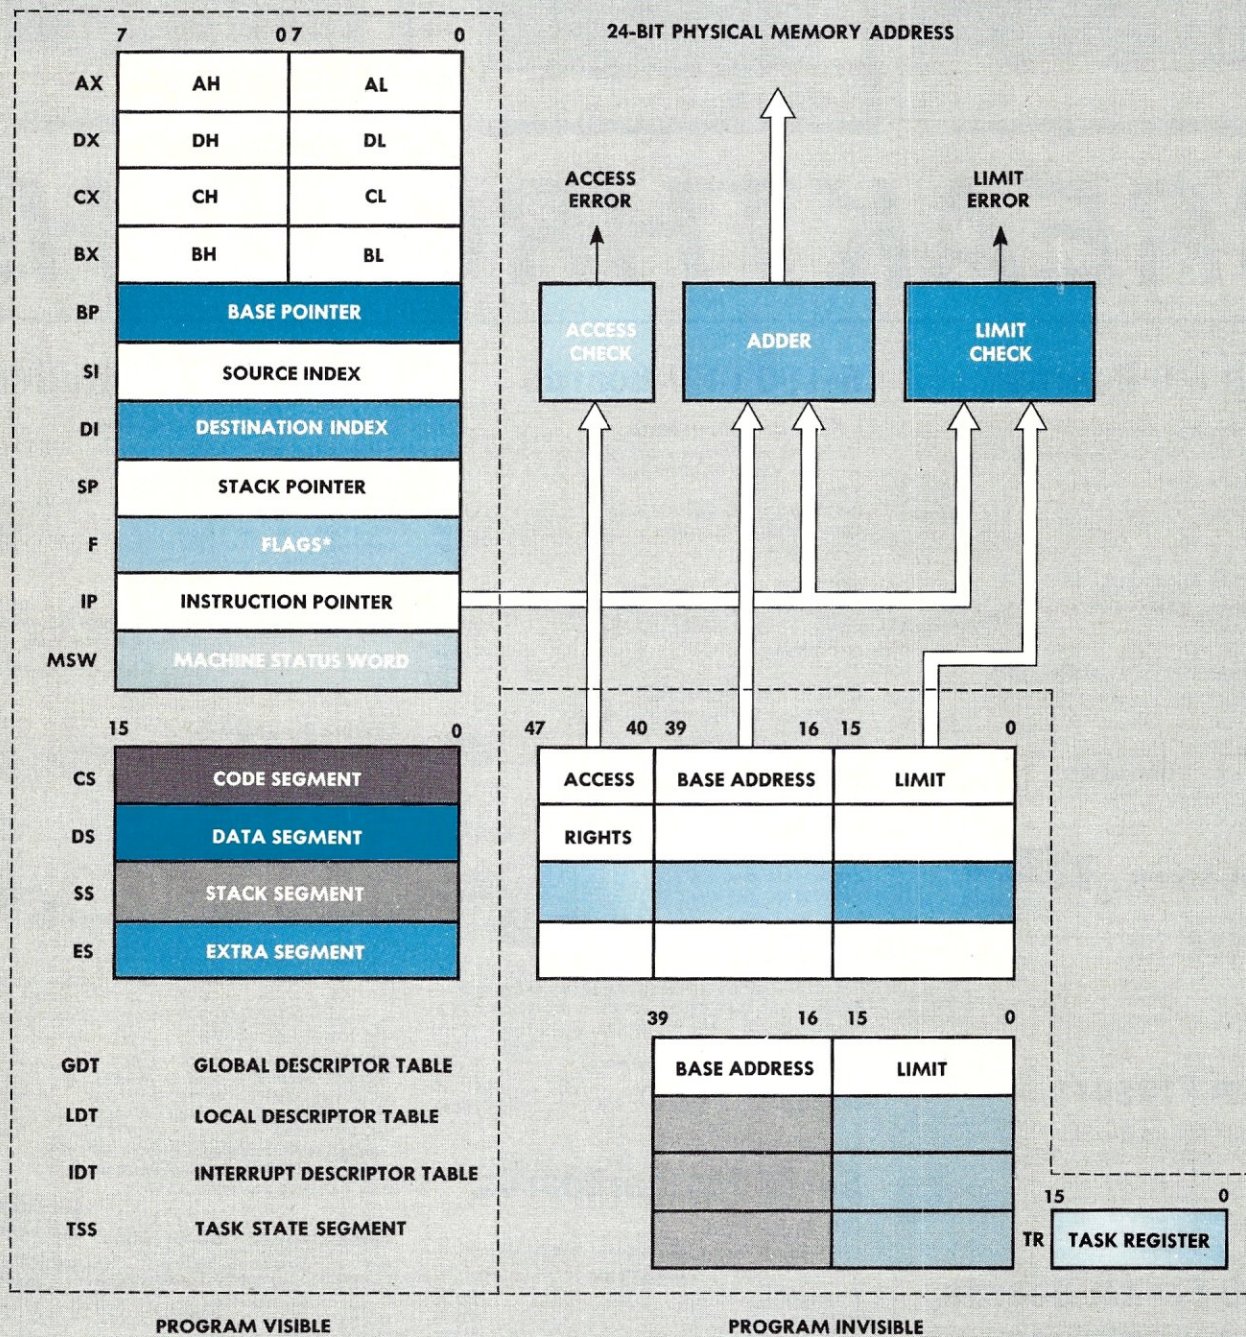 7 0 7 0
24-BIT PHYSICAL MEMORY ADDRESS
AX AH AL
DX DH DL
CX CH CL
BX BH BL
BP BASE POINTER
SI SOURCE INDEX
DI DESTINATION INDEX
SP STACK POINTER
F FLAGS*
IP INSTRUCTION POINTER
MSW MACHINE STATUS WORD
ACCESS
ERROR
LIMIT
ERROR
ACCESS
CHECK
ADDER
LIMIT
CHECK
15 0
CS CODE SEGMENT
DS DATA SEGMENT
SS STACK SEGMENT
ES EXTRA SEGMENT
47 40 39 16 15 0
ACCESS BASE ADDRESS LIMIT
RIGHTS
GDT GLOBAL DESCRIPTOR TABLE
LDT LOCAL DESCRIPTOR TABLE
IDT INTERRUPT DESCRIPTOR TABLE
TSS TASK STATE SEGMENT
39 16 15 0
BASE ADDRESS LIMIT
15 0
TR TASK REGISTER
PROGRAM VISIBLE
PROGRAM INVISIBLE